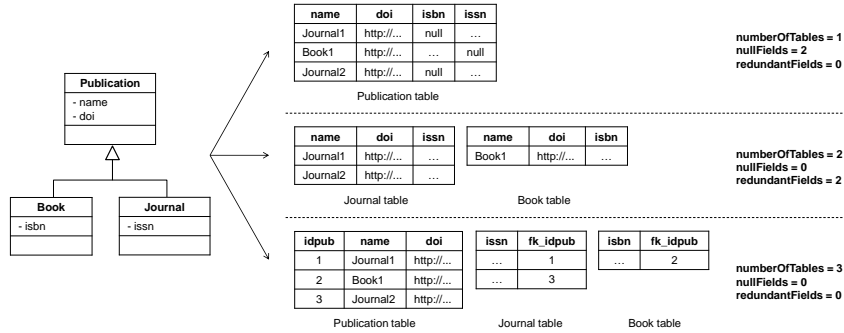 Publication
- name
- doi
Book
- isbn
Journal
- issn
name doi isbn issn
Journal1 http://... null ...
Book1 http://... ... null
Journal2 http://... null ...
Publication table
numberOfTables = 1
nullFields = 2
redundantFields = 0
name doi issn
Journal1 http://... ...
Journal2 http://... ...
Journal table
name doi isbn
Book1 http://... ...
Book table
numberOfTables = 2
nullFields = 0
redundantFields = 2
idpub name doi
1 Journal1 http://...
2 Book1 http://...
3 Journal2 http://...
Publication table
issn fk_idpub
... 1
... 3
Journal table
isbn fk_idpub
... 2
Book table
numberOfTables = 3
nullFields = 0
redundantFields = 0